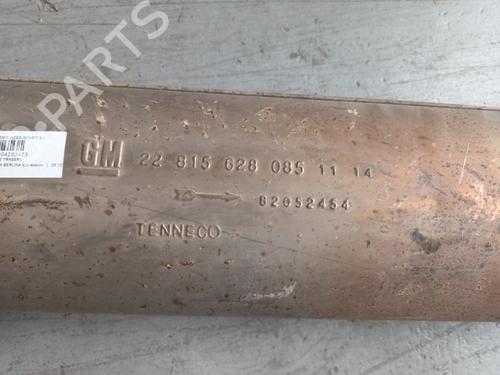 GM 22 815 628 085 11 14
82052454
TENNECO
B-PARTS